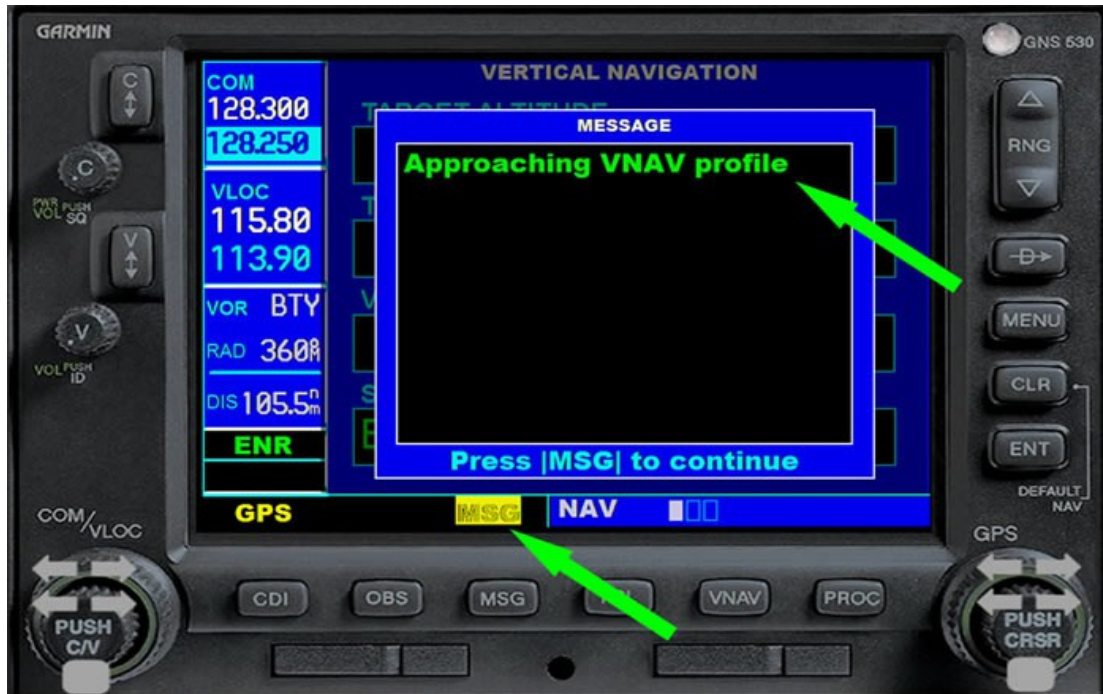 GARMIN
GNS 530
COM
128.300
128.250
VLOC
115.80
113.90
VOR BTY
RAD 360
DIS 105.5nm
ENR
GPS
MSG
NAV
VERTICAL NAVIGATION
TARGET ALTITUDE
MESSAGE
Approaching VNAV profile
Press |MSG| to continue
C
C
PWR
VOL PUSH
SQ
V
V
VOL PUSH
ID
COM/VLOC
PUSH
C/V
RNG
D
MENU
CLR
ENT
DEFAULT
NAV
GPS
PUSH
CRSR
CDI
OBS
MSG
VNAV
PROC